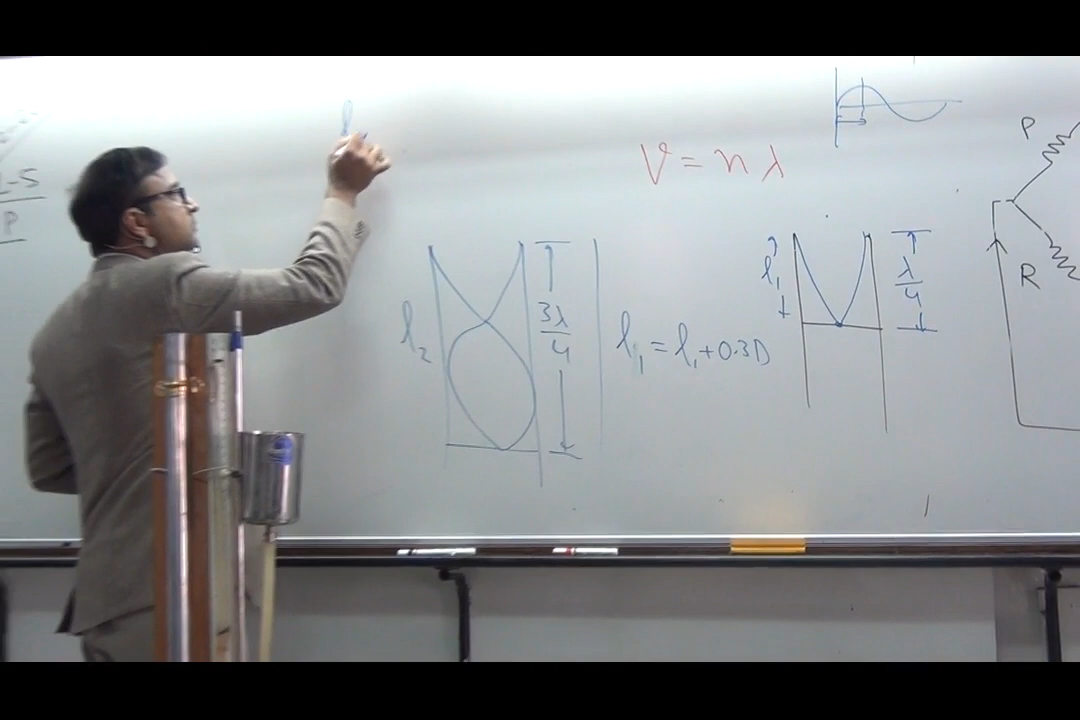 L-S
P
l
V = n λ
P
R
l₂
3λ
4
l₁ = l₁ + 0.3D
l₁
λ
4